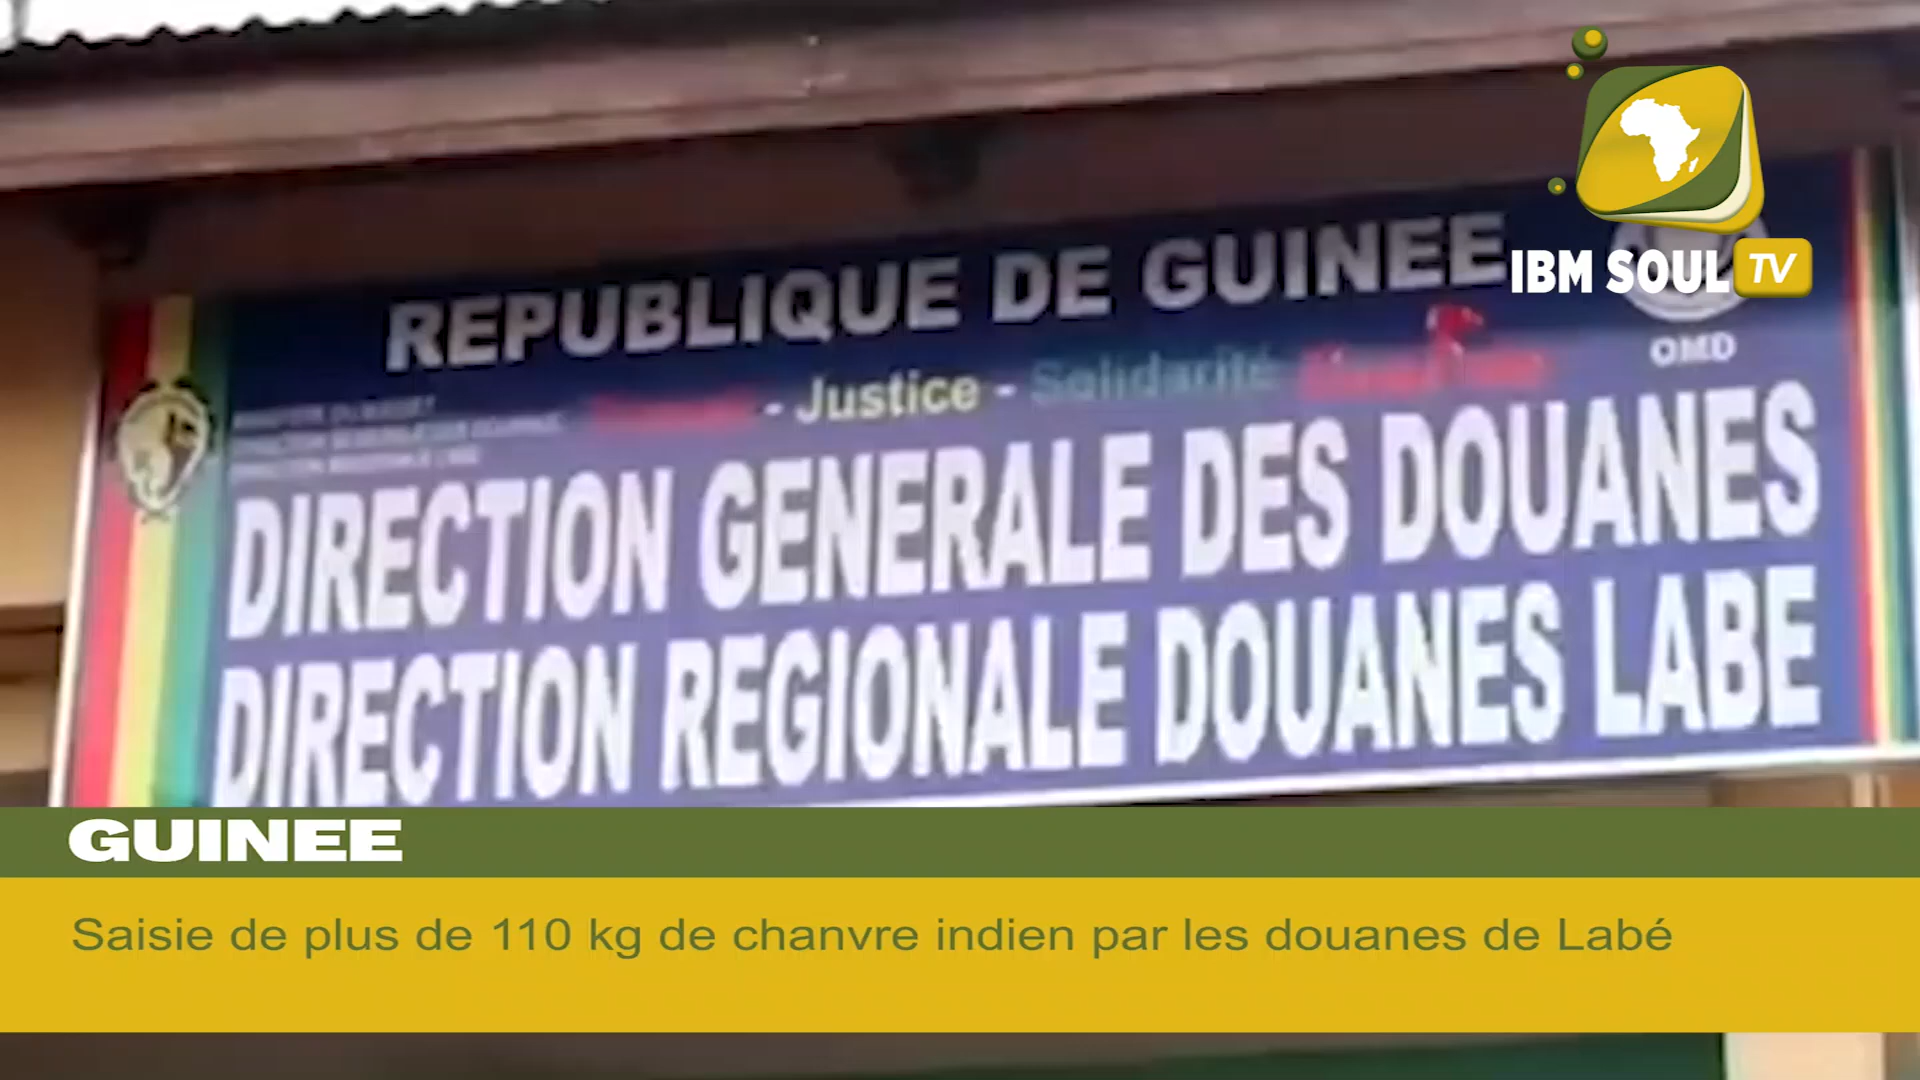 IBM SOUL TV
REPUBLIQUE DE GUINEE
OMD
- Justice - Solidarité
DIRECTION GENERALE DES DOUANES
DIRECTION REGIONALE DOUANES LABE
GUINEE
Saisie de plus de 110 kg de chanvre indien par les douanes de Labé